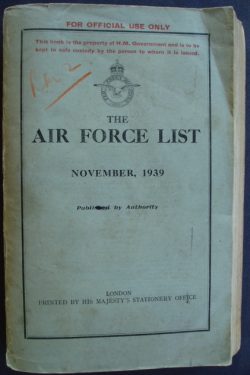 FOR OFFICIAL USE ONLY
This book is the property of H.M. Government and is to be
kept in safe custody by the person to whom it is issued.
THE
AIR FORCE LIST
NOVEMBER, 1939
Published by Authority
LONDON
PRINTED BY HIS MAJESTY'S STATIONERY OFFICE